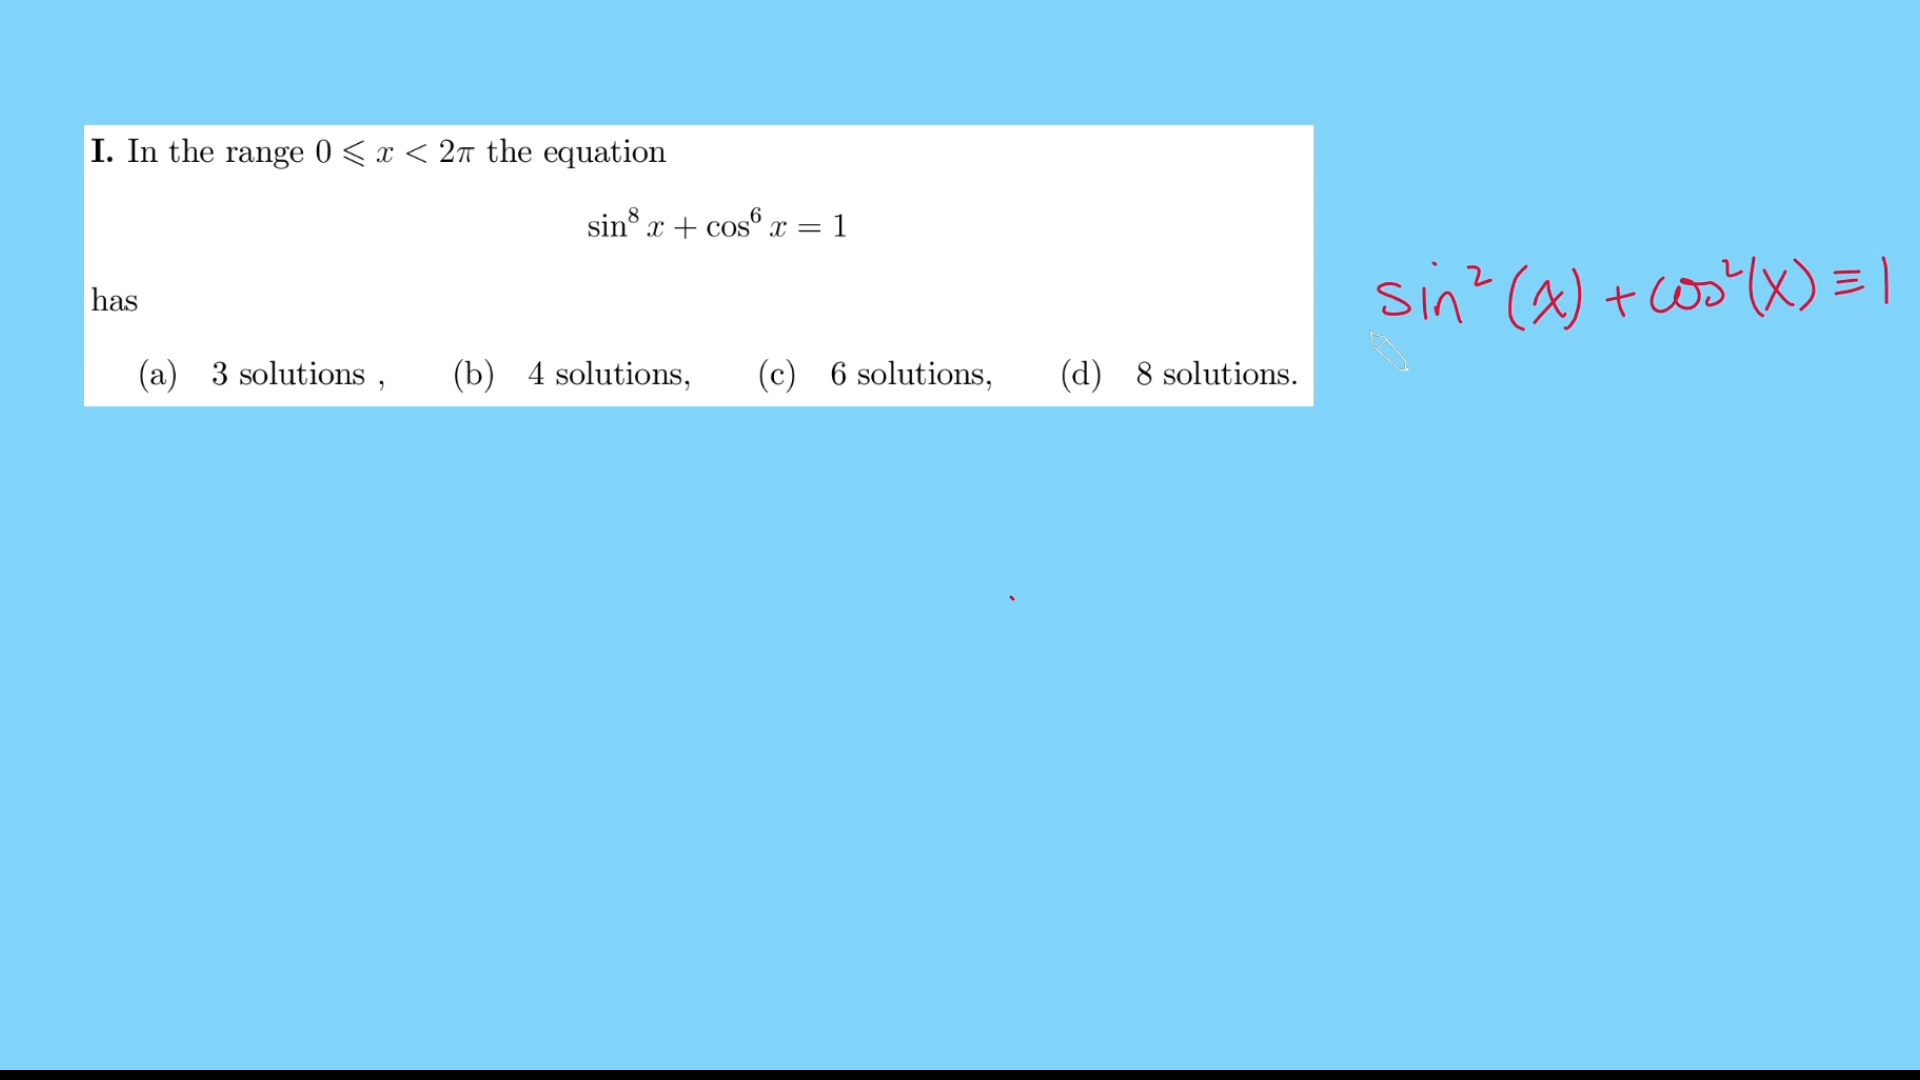 I. In the range 0 ⩽ x < 2π the equation
sin⁸ x + cos⁶ x = 1
has
(a) 3 solutions , (b) 4 solutions, (c) 6 solutions, (d) 8 solutions.
sin² (x) + cos² (x) ≡ 1